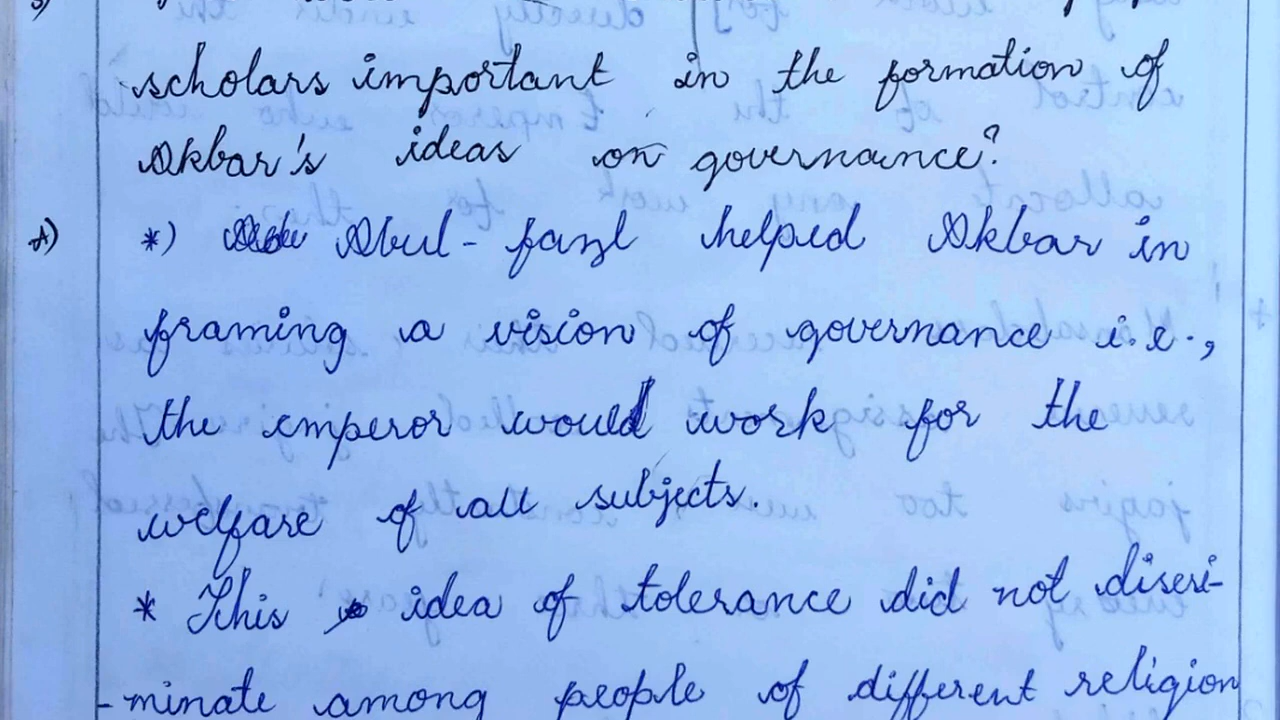 scholars important in the formation of
Akbar's ideas on governance?
A) *) Abul-fazl helped Akbar in
framing a vision of governance i.e.,
the emperor would work for the
welfare of all subjects.
* This idea of tolerance did not discri-
-minate among people of different religion